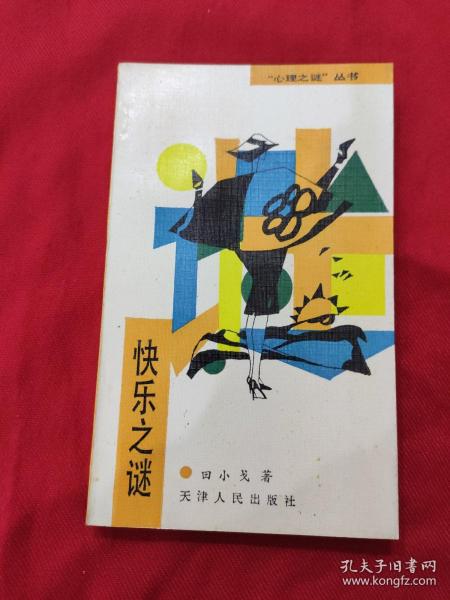 “心理之谜”丛书
快乐之谜
田小戈著
天津人民出版社
孔夫子旧书网
www.kongfz.com